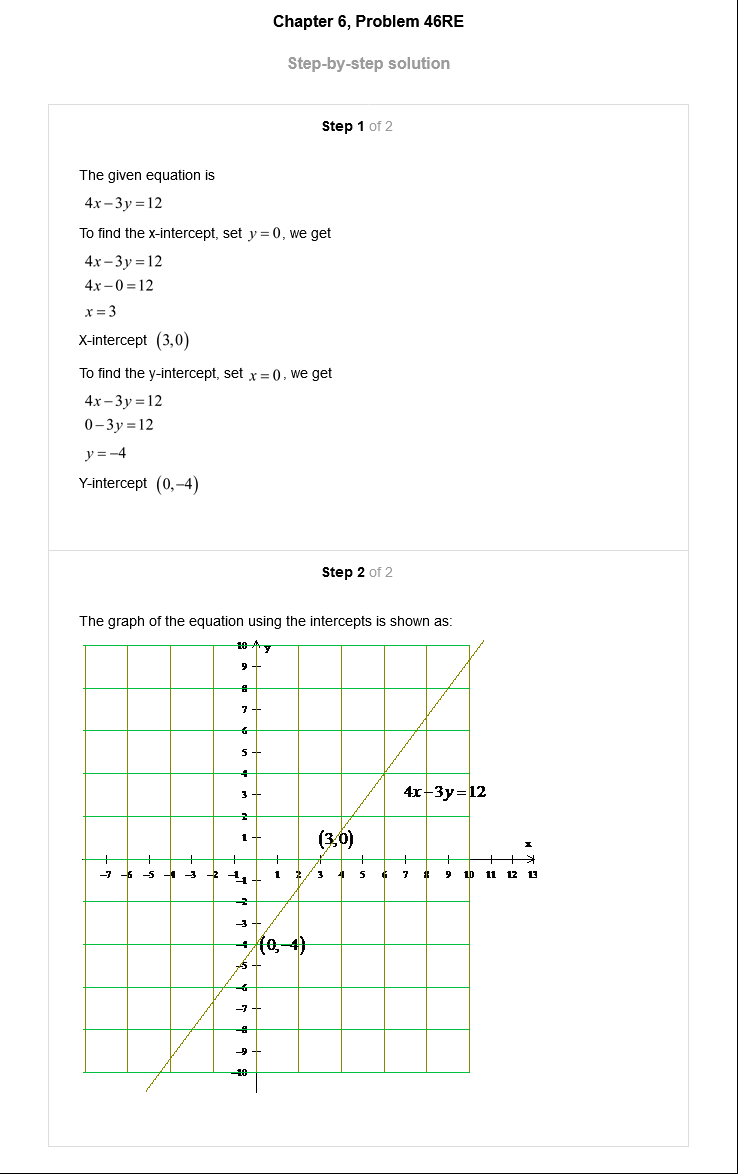 Chapter 6, Problem 46RE
Step-by-step solution
Step 1 of 2
The given equation is
4x−3y=12
To find the x-intercept, set y=0, we get
4x−3y=12
4x−0=12
x=3
X-intercept (3,0)
To find the y-intercept, set x=0, we get
4x−3y=12
0−3y=12
y=−4
Y-intercept (0,−4)
Step 2 of 2
The graph of the equation using the intercepts is shown as:
10 y
9
8
7
6
5
4
3 4x−3y=12
2
1 (3,0)
x
−7 −6 −5 −4 −3 −2 −1 1 2 3 4 5 6 7 8 9 10 11 12 13
−1
−2
−3
−4 (0,−4)
−5
−6
−7
−8
−9
−10